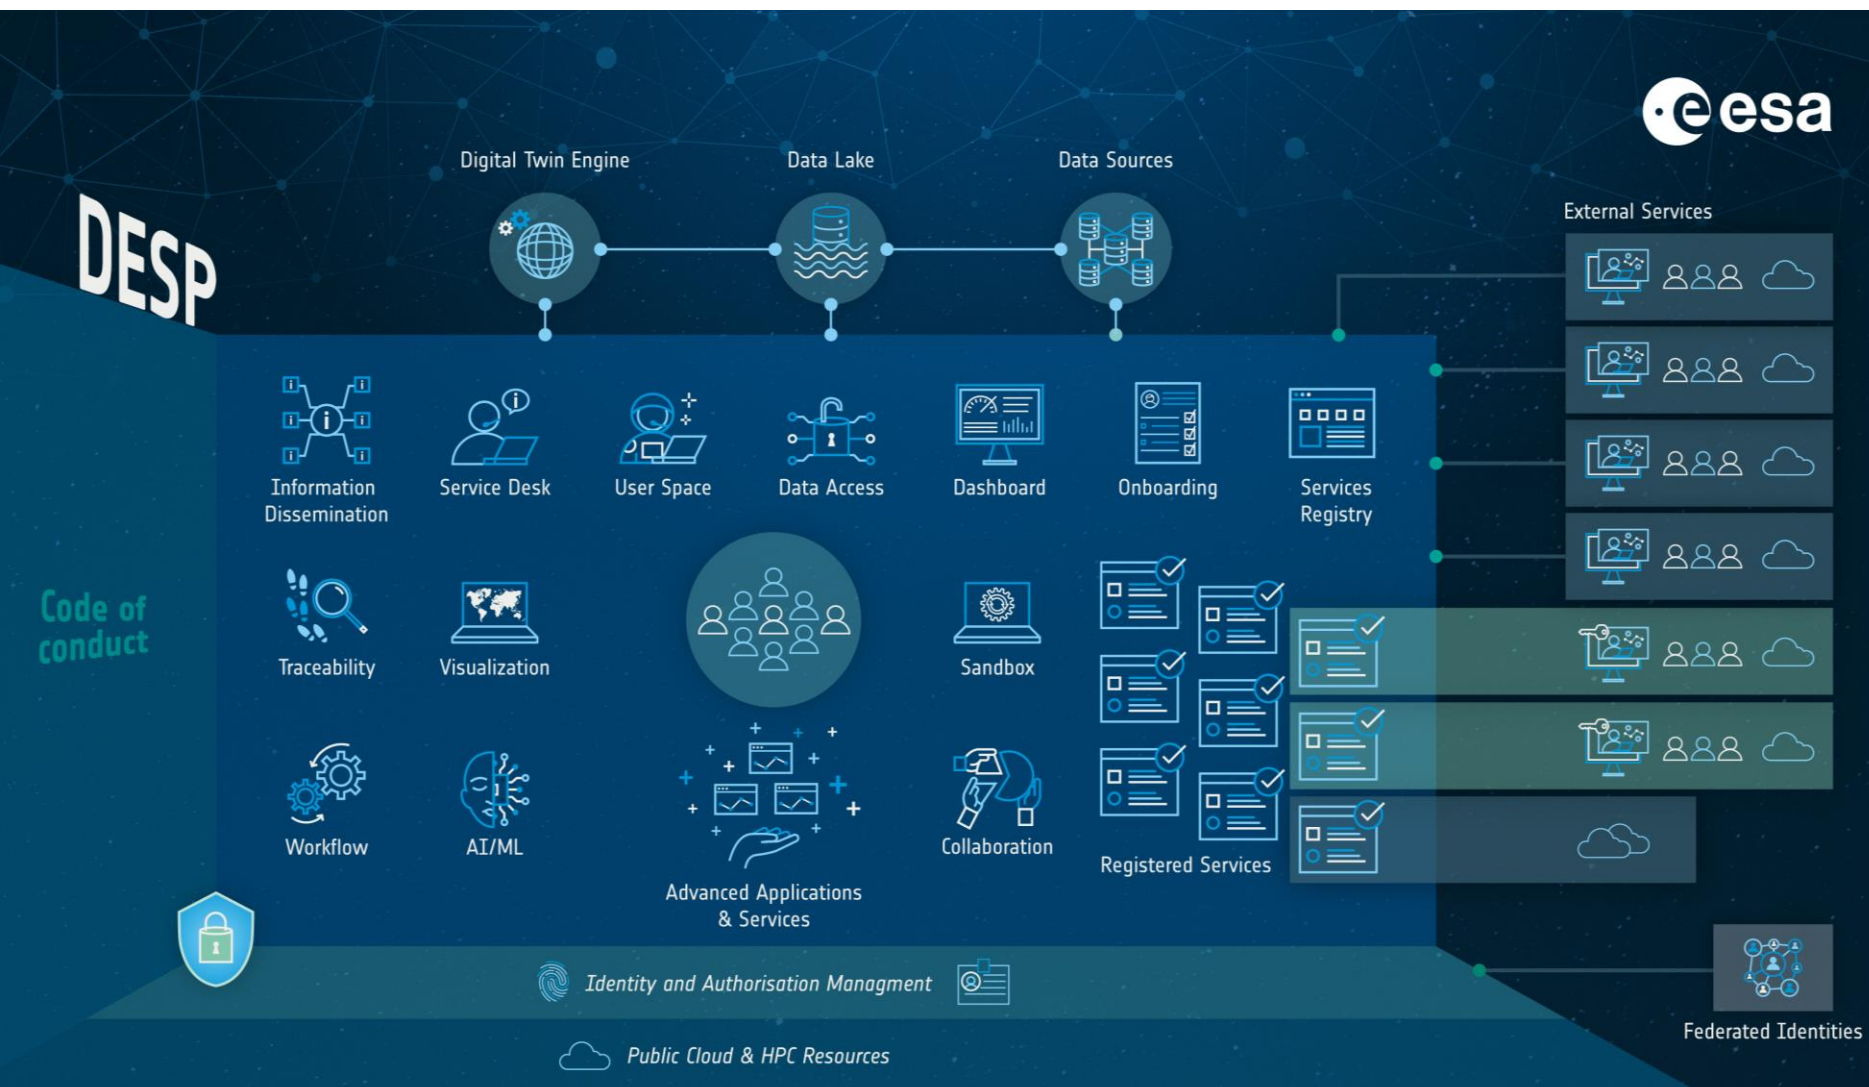 esa
Digital Twin Engine
Data Lake
Data Sources
External Services
DESP
Information
Dissemination
Service Desk
User Space
Data Access
Dashboard
Onboarding
Services
Registry
Code of
conduct
Traceability
Visualization
Sandbox
Workflow
AI/ML
Advanced Applications
& Services
Collaboration
Registered Services
Identity and Authorisation Managment
Federated Identities
Public Cloud & HPC Resources